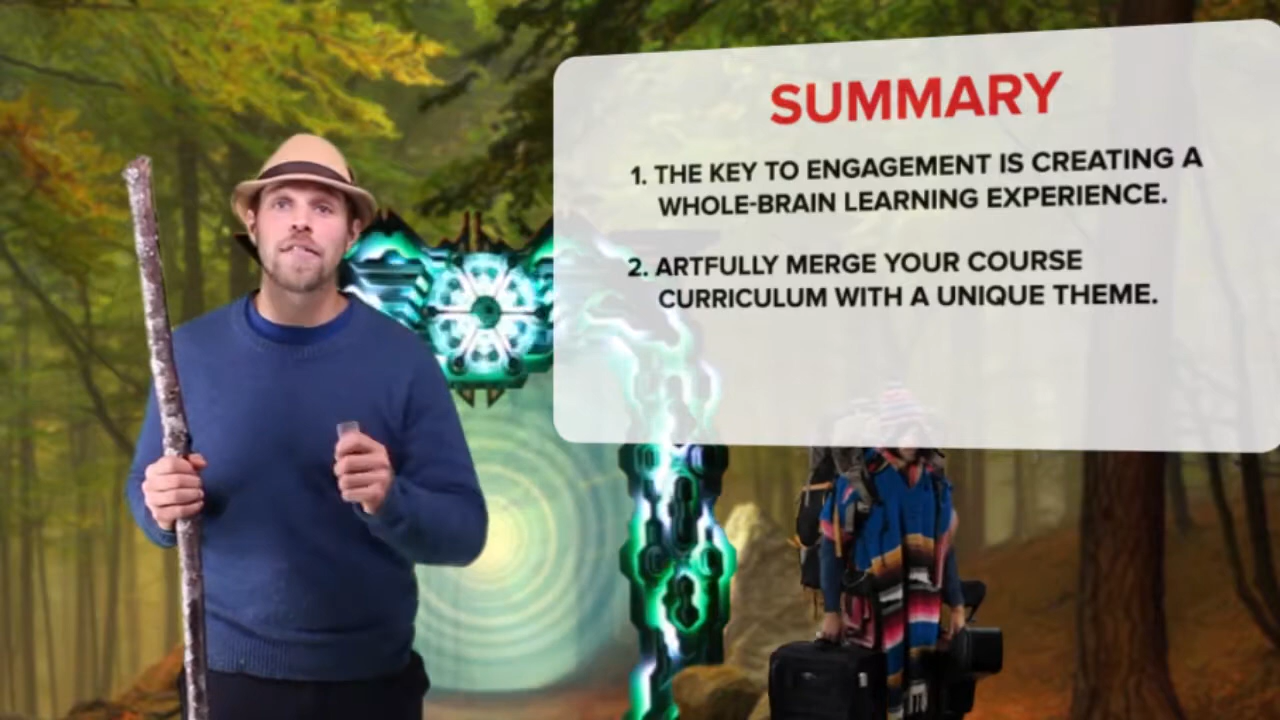 SUMMARY
1. THE KEY TO ENGAGEMENT IS CREATING A
WHOLE-BRAIN LEARNING EXPERIENCE.
2. ARTFULLY MERGE YOUR COURSE
CURRICULUM WITH A UNIQUE THEME.